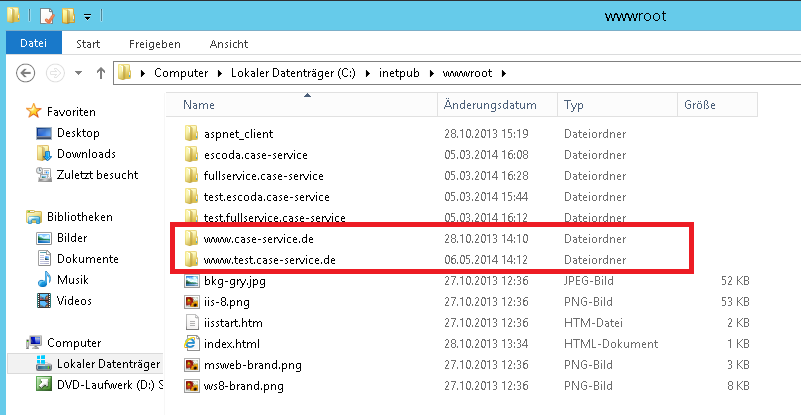 wwwroot
Datei Start Freigeben Ansicht
Computer Lokaler Datenträger (C:) inetpub wwwroot
Name Änderungsdatum Typ Größe
Favoriten
Desktop
Downloads
Zuletzt besucht
Bibliotheken
Bilder
Dokumente
Musik
Videos
Computer
Lokaler Datenträger
DVD-Laufwerk (D:) S
aspnet_client 28.10.2013 15:19 Dateiordner
escoda.case-service 05.03.2014 16:08 Dateiordner
fullservice.case-service 05.03.2014 16:28 Dateiordner
test.escoda.case-service 05.03.2014 15:44 Dateiordner
test.fullservice.case-service 05.03.2014 16:12 Dateiordner
www.case-service.de 28.10.2013 14:10 Dateiordner
www.test.case-service.de 06.05.2014 14:12 Dateiordner
bkg-gry.jpg 27.10.2013 12:36 JPEG-Bild 52 KB
iis-8.png 27.10.2013 12:36 PNG-Bild 53 KB
iisstart.htm 27.10.2013 12:36 HTM-Datei 2 KB
index.html 28.10.2013 13:34 HTML-Dokument 1 KB
msweb-brand.png 27.10.2013 12:36 PNG-Bild 3 KB
ws8-brand.png 27.10.2013 12:36 PNG-Bild 3 KB